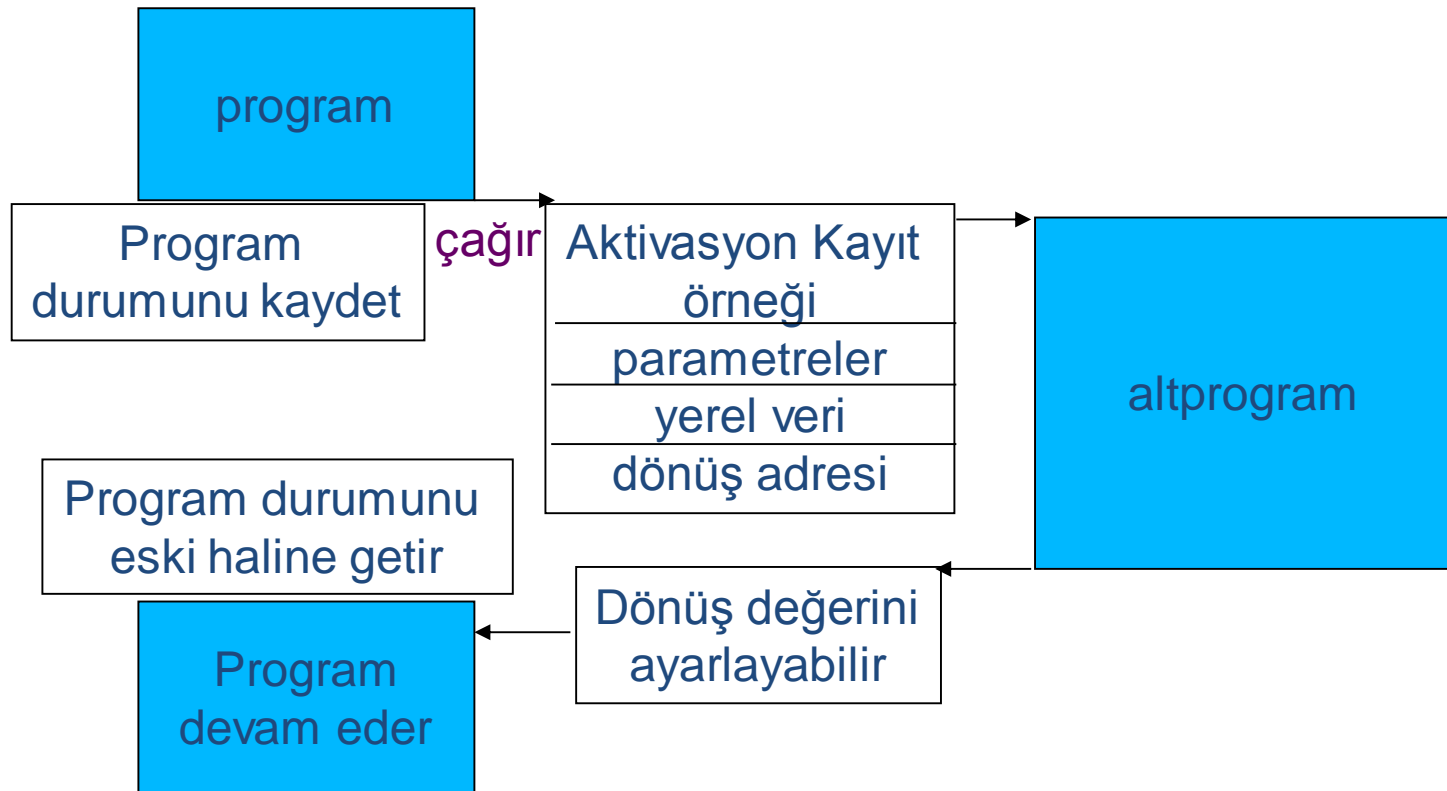 program
Program
durumunu kaydet
çağır
Aktivasyon Kayıt
örneği
parametreler
yerel veri
dönüş adresi
altprogram
Program durumunu
eski haline getir
Dönüş değerini
ayarlayabilir
Program
devam eder